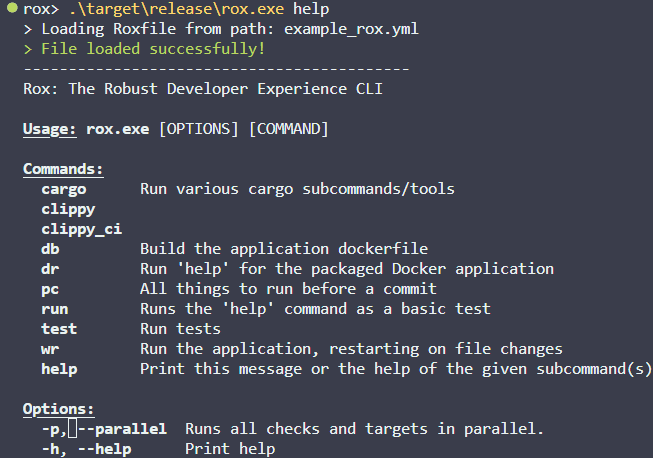 rox> .\target\release\rox.exe help
> Loading Roxfile from path: example_rox.yml
> File loaded successfully!
-------------------------------------------
Rox: The Robust Developer Experience CLI
Usage: rox.exe [OPTIONS] [COMMAND]
Commands:
cargo Run various cargo subcommands/tools
clippy
clippy_ci
db Build the application dockerfile
dr Run 'help' for the packaged Docker application
pc All things to run before a commit
run Runs the 'help' command as a basic test
test Run tests
wr Run the application, restarting on file changes
help Print this message or the help of the given subcommand(s)
Options:
-p, --parallel Runs all checks and targets in parallel.
-h, --help Print help